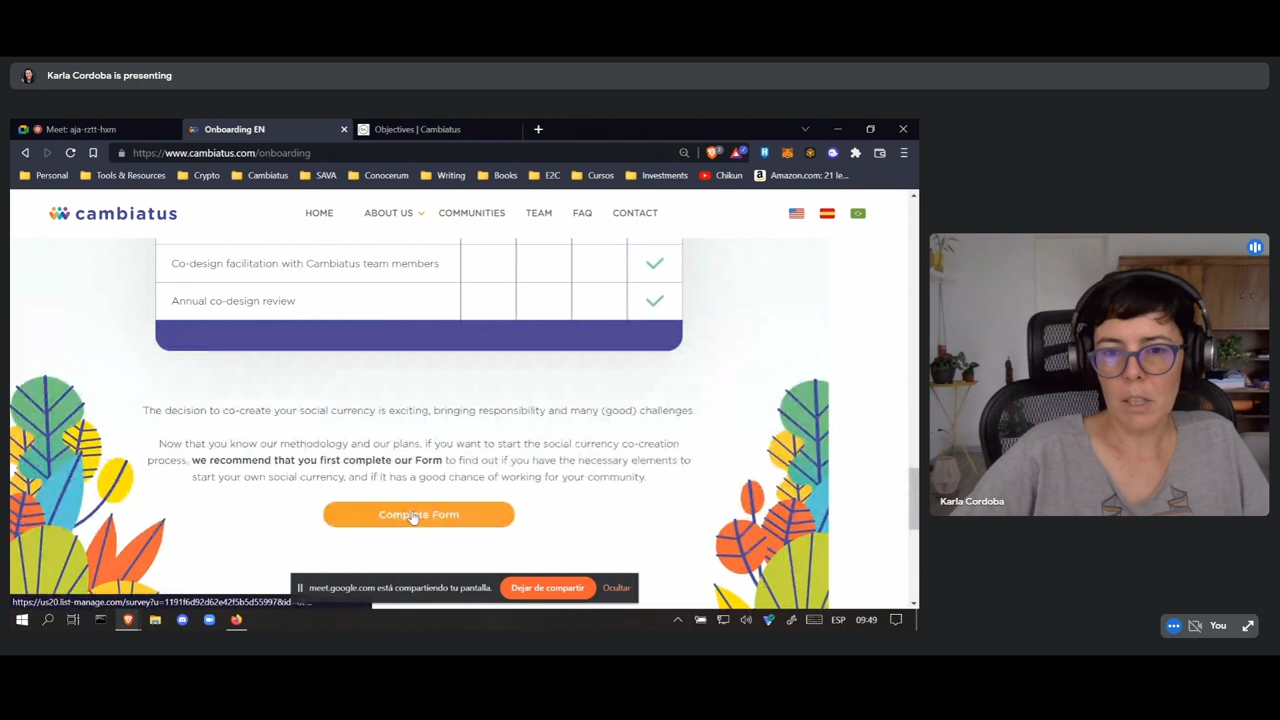 Karla Cordoba is presenting
Meet: aja-rztt-hxm
Onboarding EN
Objectives | Cambiatus
https://www.cambiatus.com/onboarding
Personal
Tools & Resources
Crypto
Cambiatus
SAVA
Conocerum
Writing
Books
E2C
Cursos
Investments
Chikun
Amazon.com: 21 le...
cambiatus
HOME
ABOUT US
COMMUNITIES
TEAM
FAQ
CONTACT
Co-design facilitation with Cambiatus team members
Annual co-design review
The decision to co-create your social currency is exciting, bringing responsibility and many (good) challenges.
Now that you know our methodology and our plans, if you want to start the social currency co-creation
process, we recommend that you first complete our Form to find out if you have the necessary elements to
start your own social currency, and if it has a good chance of working for your community.
Complete Form
Karla Cordoba
meet.google.com está compartiendo tu pantalla.
Dejar de compartir
Ocultar
ESP
09:49
You